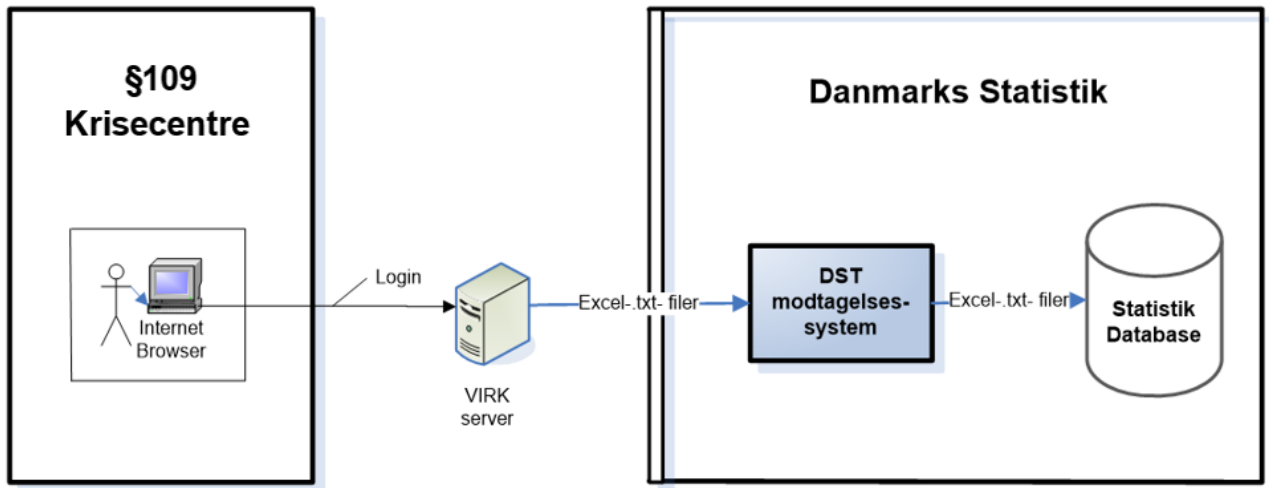 §109
Krisecentre
Internet
Browser
Login
VIRK
server
Danmarks Statistik
Excel-.txt- filer
DST
modtagelses-
system
Excel-.txt- filer
Statistik
Database